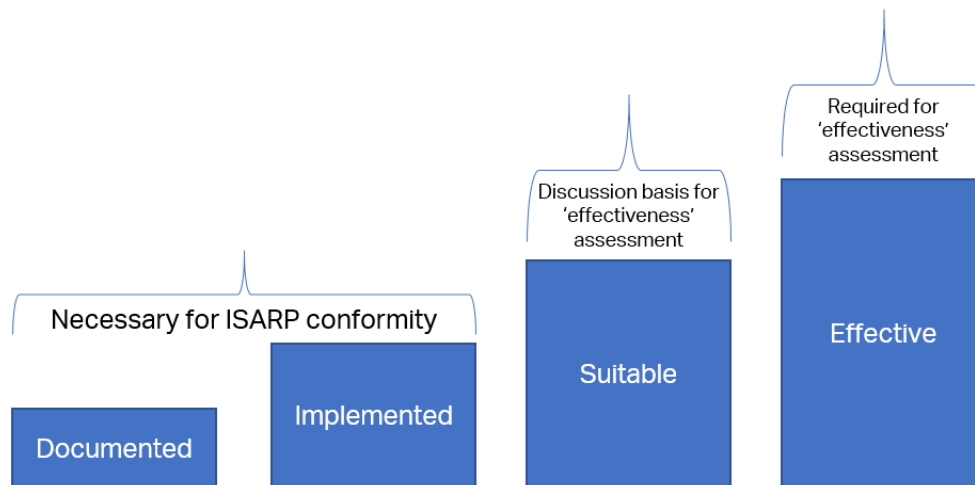 Required for
‘effectiveness’
assessment
Discussion basis for
‘effectiveness’
assessment
Necessary for ISARP conformity
Documented
Implemented
Suitable
Effective